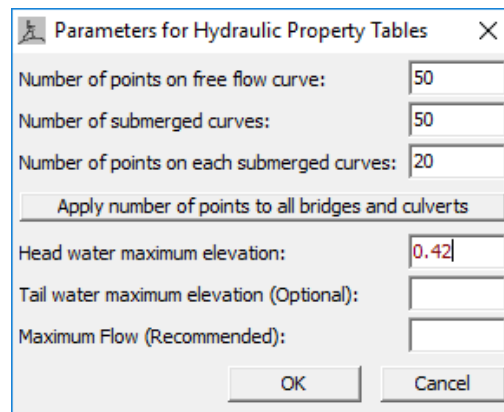 Parameters for Hydraulic Property Tables
Number of points on free flow curve: 50
Number of submerged curves: 50
Number of points on each submerged curves: 20
Apply number of points to all bridges and culverts
Head water maximum elevation: 0.42
Tail water maximum elevation (Optional):
Maximum Flow (Recommended):
OK Cancel